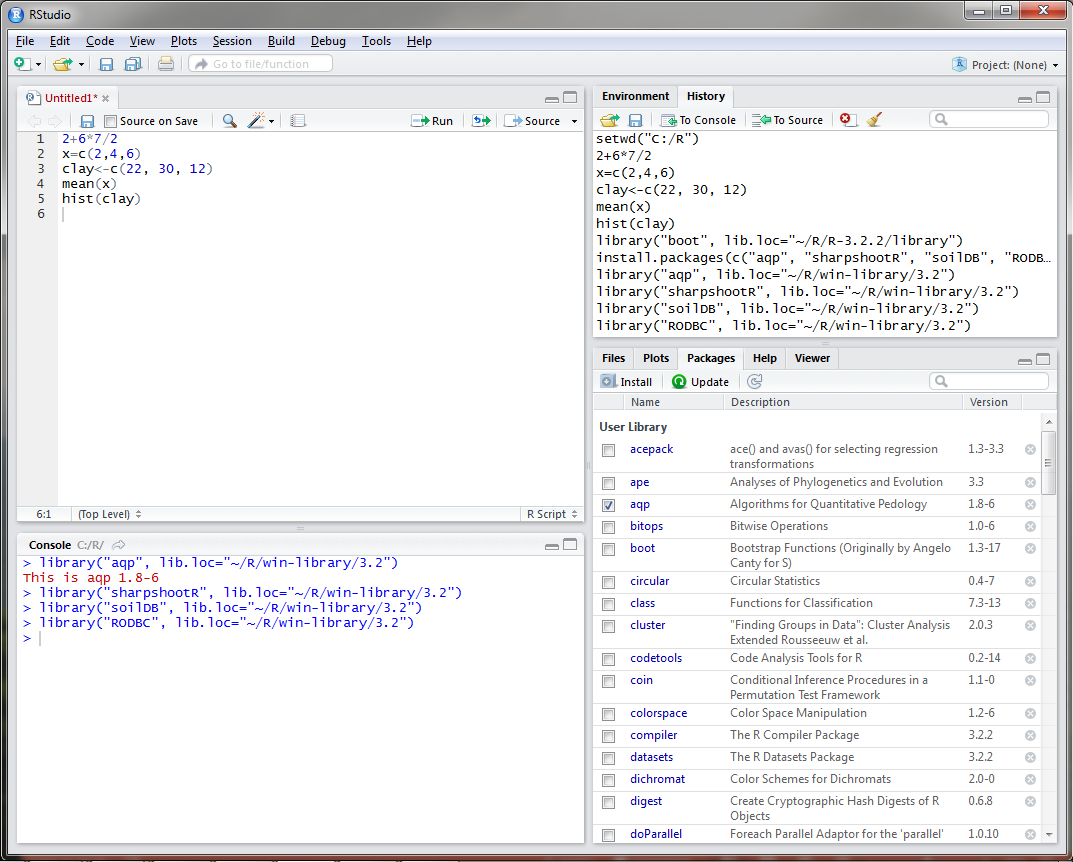 RStudio
File Edit Code View Plots Session Build Debug Tools Help
Go to file/function
Project: (None)
Untitled1*
Source on Save Run Source
1 2+6*7/2
2 x=c(2,4,6)
3 clay<-c(22, 30, 12)
4 mean(x)
5 hist(clay)
6
6:1 (Top Level) R Script
Console C:/R/
> library("aqp", lib.loc="~/R/win-library/3.2")
This is aqp 1.8-6
> library("sharpshootR", lib.loc="~/R/win-library/3.2")
> library("soilDB", lib.loc="~/R/win-library/3.2")
> library("RODBC", lib.loc="~/R/win-library/3.2")
>
Environment History
To Console To Source
setwd("C:/R")
2+6*7/2
x=c(2,4,6)
clay<-c(22, 30, 12)
mean(x)
hist(clay)
library("boot", lib.loc="~/R/R-3.2.2/library")
install.packages(c("aqp", "sharpshootR", "soilDB", "RODB…
library("aqp", lib.loc="~/R/win-library/3.2")
library("sharpshootR", lib.loc="~/R/win-library/3.2")
library("soilDB", lib.loc="~/R/win-library/3.2")
library("RODBC", lib.loc="~/R/win-library/3.2")
Files Plots Packages Help Viewer
Install Update
Name Description Version
User Library
acepack ace() and avas() for selecting regression 1.3-3.3
transformations
ape Analyses of Phylogenetics and Evolution 3.3
aqp Algorithms for Quantitative Pedology 1.8-6
bitops Bitwise Operations 1.0-6
boot Bootstrap Functions (Originally by Angelo 1.3-17
Canty for S)
circular Circular Statistics 0.4-7
class Functions for Classification 7.3-13
cluster "Finding Groups in Data": Cluster Analysis 2.0.3
Extended Rousseeuw et al.
codetools Code Analysis Tools for R 0.2-14
coin Conditional Inference Procedures in a 1.1-0
Permutation Test Framework
colorspace Color Space Manipulation 1.2-6
compiler The R Compiler Package 3.2.2
datasets The R Datasets Package 3.2.2
dichromat Color Schemes for Dichromats 2.0-0
digest Create Cryptographic Hash Digests of R 0.6.8
Objects
doParallel Foreach Parallel Adaptor for the 'parallel' 1.0.10